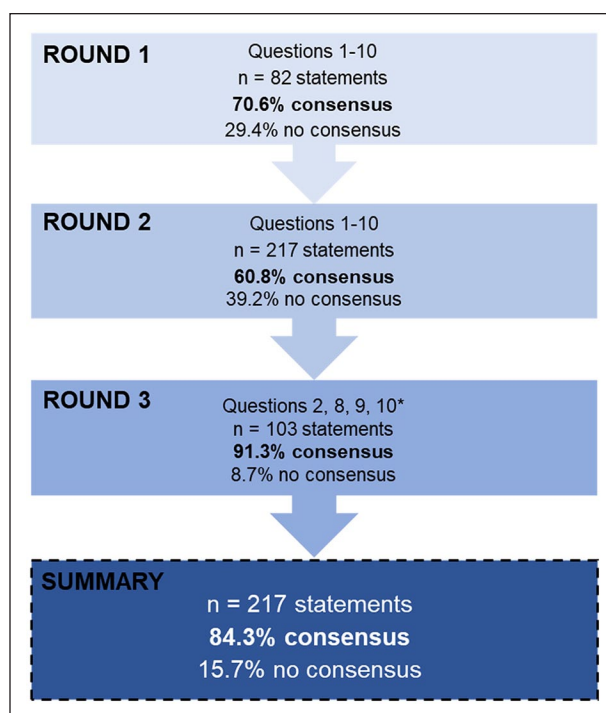 ROUND 1
Questions 1-10
n = 82 statements
70.6% consensus
29.4% no consensus
ROUND 2
Questions 1-10
n = 217 statements
60.8% consensus
39.2% no consensus
ROUND 3
Questions 2, 8, 9, 10*
n = 103 statements
91.3% consensus
8.7% no consensus
SUMMARY
n = 217 statements
84.3% consensus
15.7% no consensus